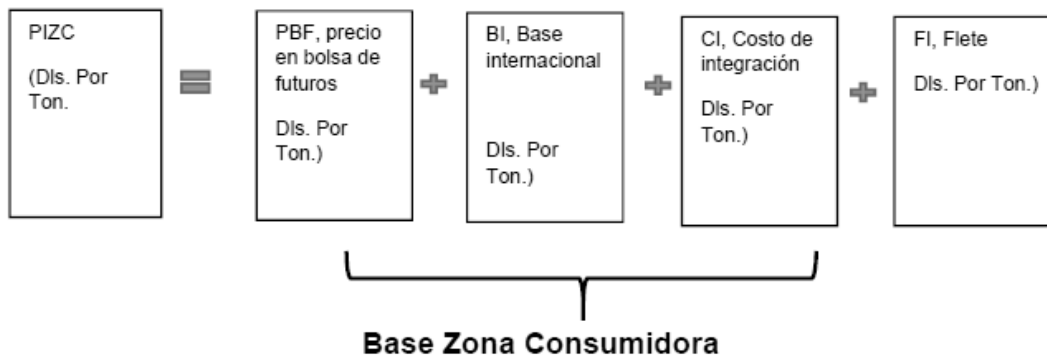 PIZC
(Dls. Por
Ton.
PBF, precio
en bolsa de
futuros
Dls. Por
Ton.)
BI, Base
internacional
Dls. Por
Ton.)
CI, Costo de
integración
Dls. Por
Ton.)
FI, Flete
Dls. Por Ton.)
Base Zona Consumidora